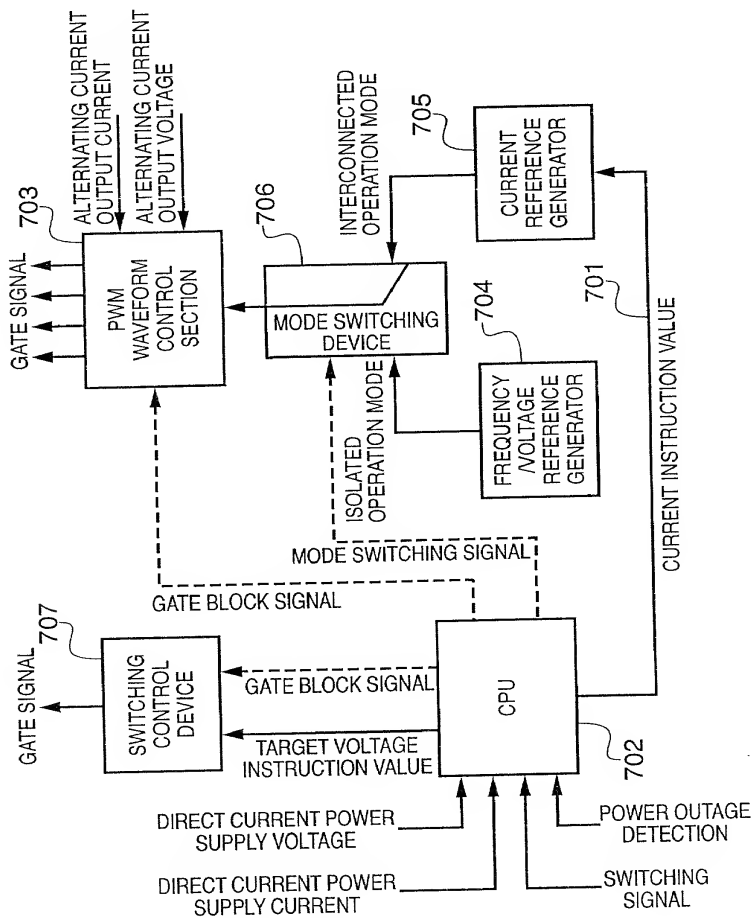 GATE SIGNAL
703
PWM
WAVEFORM
CONTROL
SECTION
ALTERNATING CURRENT
OUTPUT CURRENT
ALTERNATING CURRENT
OUTPUT VOLTAGE
706
MODE SWITCHING
DEVICE
INTERCONNECTED
OPERATION MODE
705
CURRENT
REFERENCE
GENERATOR
ISOLATED
OPERATION MODE
704
FREQUENCY
/VOLTAGE
REFERENCE
GENERATOR
701
CURRENT INSTRUCTION VALUE
MODE SWITCHING SIGNAL
GATE BLOCK SIGNAL
GATE SIGNAL
707
SWITCHING
CONTROL
DEVICE
GATE BLOCK SIGNAL
TARGET VOLTAGE
INSTRUCTION VALUE
CPU
702
DIRECT CURRENT POWER
SUPPLY VOLTAGE
DIRECT CURRENT POWER
SUPPLY CURRENT
SWITCHING
SIGNAL
POWER OUTAGE
DETECTION